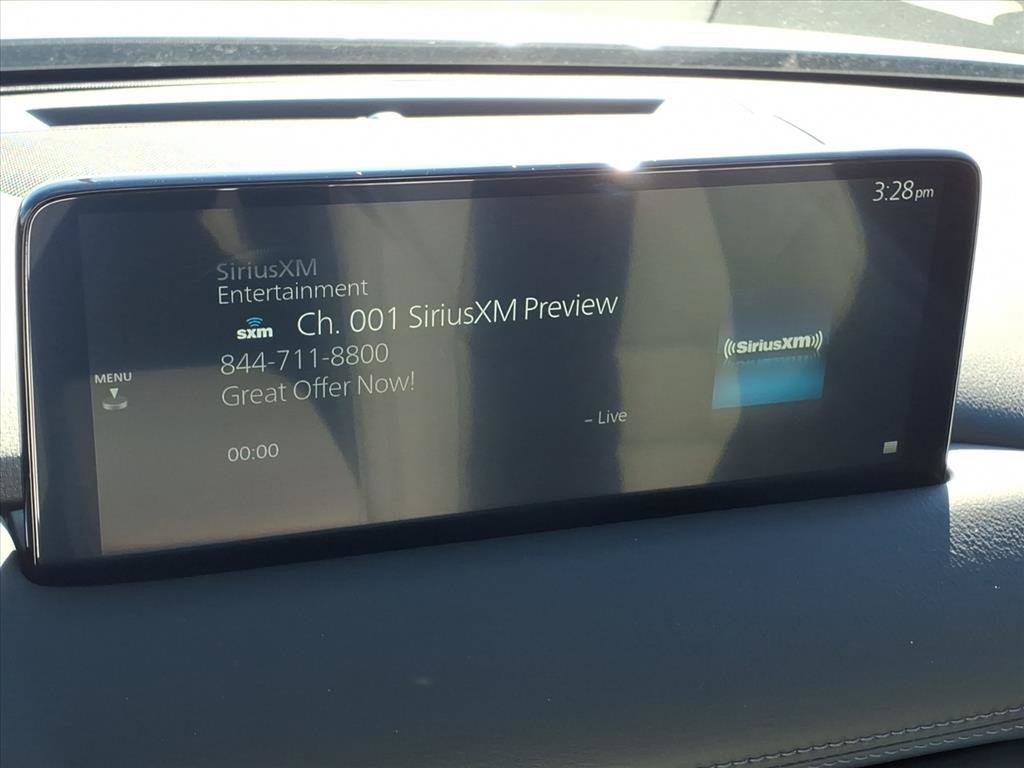 3:28pm
SiriusXM
Entertainment
sxm Ch. 001 SiriusXM Preview
844-711-8800
Great Offer Now!
((SiriusXM))
MENU
– Live
00:00